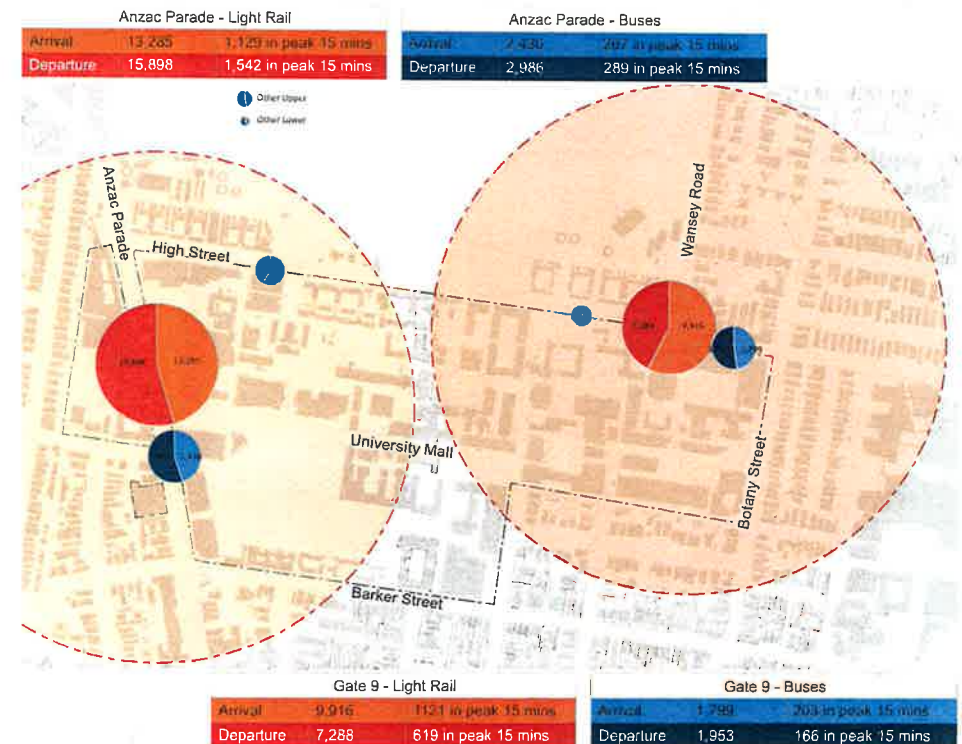 Anzac Parade - Light Rail
Arrival 13,285 1,129 in peak 15 mins
Departure 15,898 1,542 in peak 15 mins
Anzac Parade - Buses
Arrival 2,436 267 in peak 15 mins
Departure 2,986 289 in peak 15 mins
Other Upper
Other Lower
Anzac Parade
High Street
Wansey Road
University Mall
Botany Street
Barker Street
Gate 9 - Light Rail
Arrival 9,916 1121 in peak 15 mins
Departure 7,288 619 in peak 15 mins
Gate 9 - Buses
Arrival 1,799 203 in peak 15 mins
Departure 1,953 166 in peak 15 mins